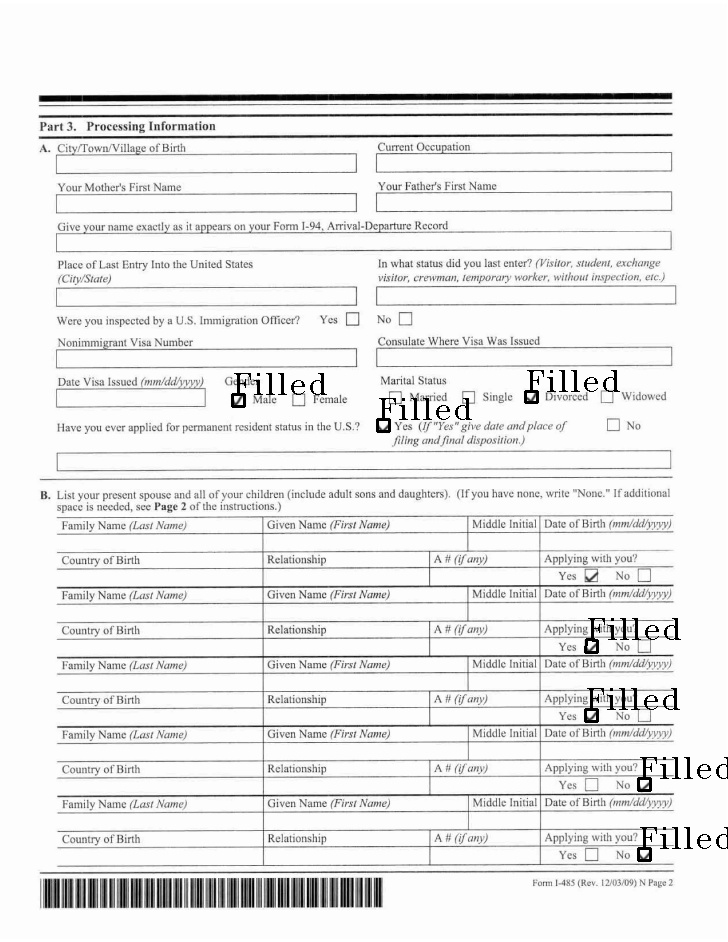 Part 3. Processing Information
A. City/Town/Village of Birth
Current Occupation
Your Mother's First Name
Your Father's First Name
Give your name exactly as it appears on your Form I-94, Arrival-Departure Record
Place of Last Entry Into the United States
(City/State)
In what status did you last enter? (Visitor, student, exchange
visitor, crewman, temporary worker, without inspection, etc.)
Were you inspected by a U.S. Immigration Officer? Yes No
Nonimmigrant Visa Number
Consulate Where Visa Was Issued
Date Visa Issued (mm/dd/yyyy)
Gender
Filled
Male Female
Marital Status
Filled
Married Single Divorced Widowed
Filled
Have you ever applied for permanent resident status in the U.S.? Yes (If "Yes" give date and place of
filing and final disposition.) No
B. List your present spouse and all of your children (include adult sons and daughters). (If you have none, write "None." If additional
space is needed, see Page 2 of the instructions.)
Family Name (Last Name) Given Name (First Name) Middle Initial Date of Birth (mm/dd/yyyy)
Country of Birth Relationship A # (if any) Applying with you?
Yes No
Family Name (Last Name) Given Name (First Name) Middle Initial Date of Birth (mm/dd/yyyy)
Country of Birth Relationship A # (if any) Applying with you? Filled
Yes No
Family Name (Last Name) Given Name (First Name) Middle Initial Date of Birth (mm/dd/yyyy)
Country of Birth Relationship A # (if any) Applying with you? Filled
Yes No
Family Name (Last Name) Given Name (First Name) Middle Initial Date of Birth (mm/dd/yyyy)
Country of Birth Relationship A # (if any) Applying with you? Filled
Yes No
Family Name (Last Name) Given Name (First Name) Middle Initial Date of Birth (mm/dd/yyyy)
Country of Birth Relationship A # (if any) Applying with you? Filled
Yes No
Form I-485 (Rev. 12/03/09) N Page 2